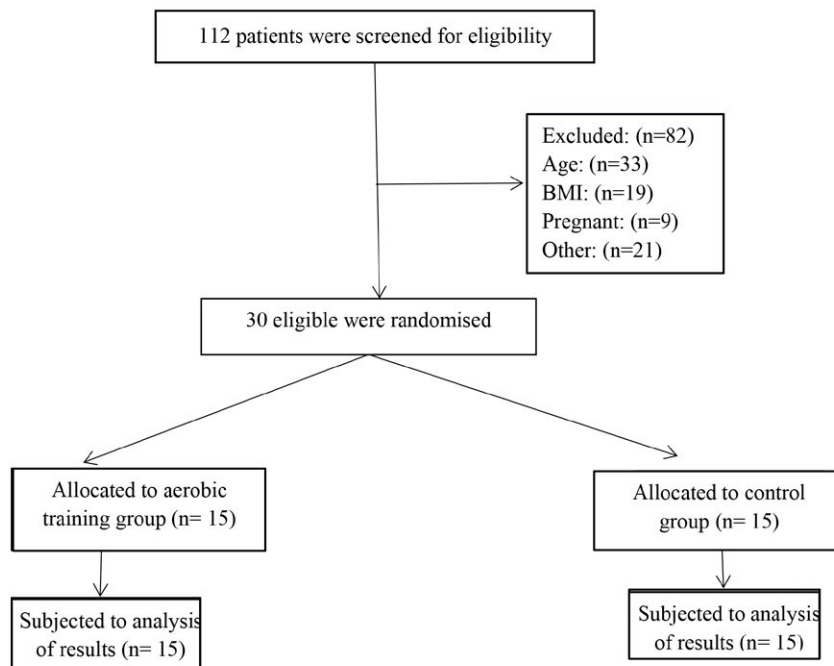 112 patients were screened for eligibility
Excluded: (n=82)
Age: (n=33)
BMI: (n=19)
Pregnant: (n=9)
Other: (n=21)
30 eligible were randomised
Allocated to aerobic
training group (n= 15)
Allocated to control
group (n= 15)
Subjected to analysis
of results (n= 15)
Subjected to analysis
of results (n= 15)